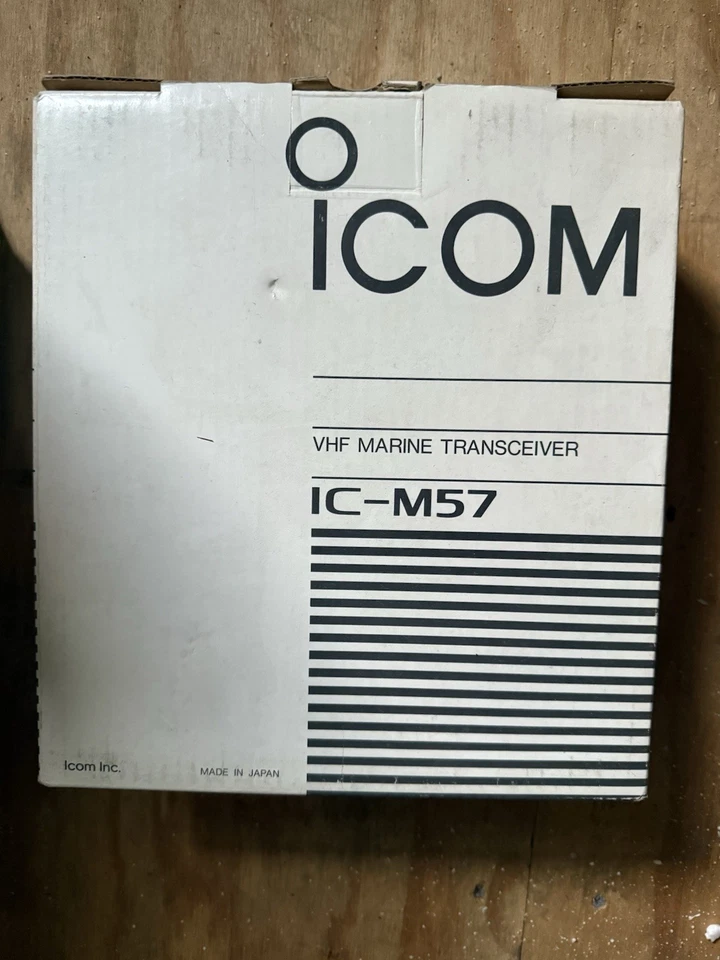 ICOM
VHF MARINE TRANSCEIVER
IC-M57
Icom Inc.
MADE IN JAPAN